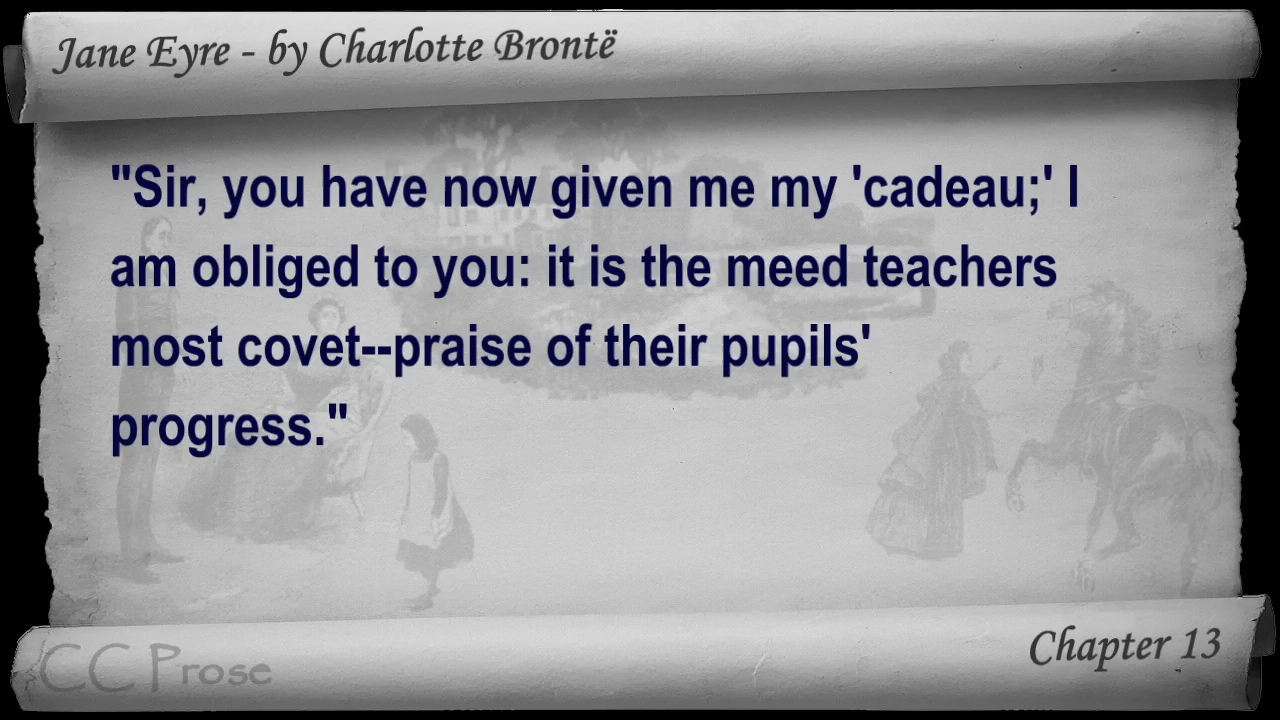 Jane Eyre - by Charlotte Brontë
"Sir, you have now given me my 'cadeau;' I
am obliged to you: it is the meed teachers
most covet--praise of their pupils'
progress."
Chapter 13
CC Prose